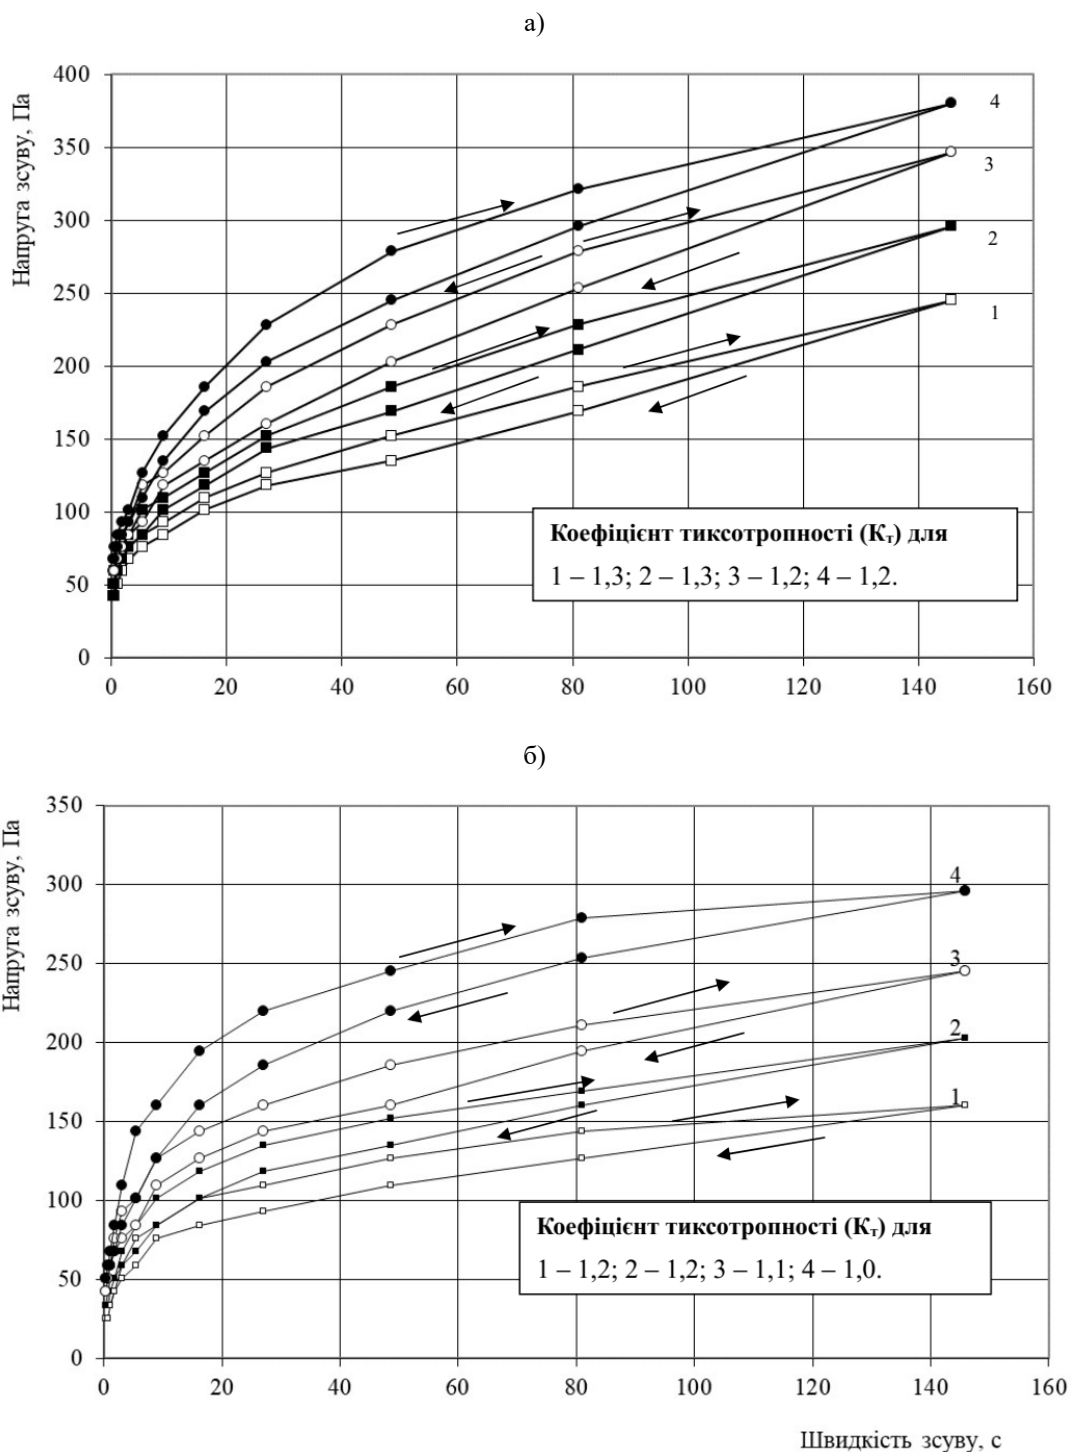 а)
400
350
300
250
200
150
100
50
0
Напруга зсуву, Па
4
3
2
1
Коефіцієнт тиксотропності (Кт) для
1 – 1,3; 2 – 1,3; 3 – 1,2; 4 – 1,2.
0 20 40 60 80 100 120 140 160
б)
350
300
250
200
150
100
50
0
Напруга зсуву, Па
4
3
2
1
Коефіцієнт тиксотропності (Кт) для
1 – 1,2; 2 – 1,2; 3 – 1,1; 4 – 1,0.
0 20 40 60 80 100 120 140 160
Швидкість зсуву, с